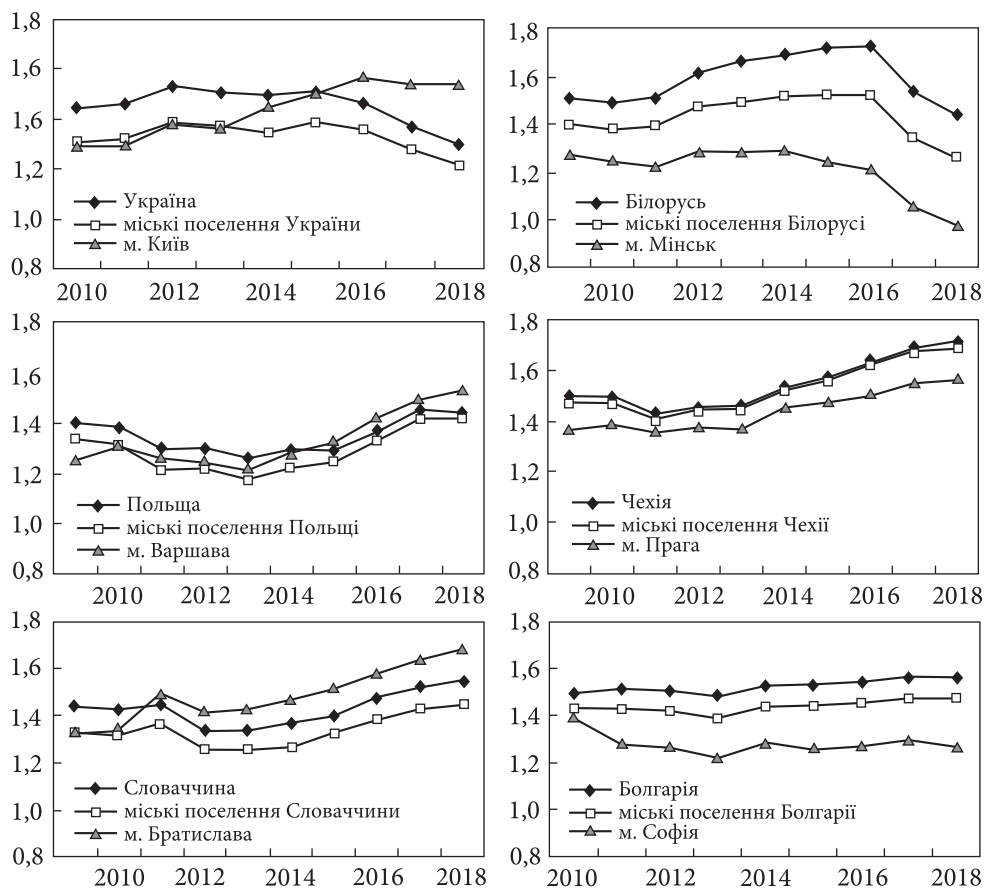 1,8
1,6
1,36
1,2
1,0
0,8
Україна
міські поселення України
м. Київ
2010 2012 2014 2016 2018
1,8
1,6
1,4
1,2
1,0
0,8
Білорусь
міські поселення Білорусі
м. Мінськ
2010 2012 2014 2016 2018
1,8
1,6
1,4
1,2
1,0
0,8
Польща
міські поселення Польщі
м. Варшава
2010 2012 2014 2016 2018
1,8
1,6
1,4
1,2
1,0
0,8
Чехія
міські поселення Чехії
м. Прага
2010 2012 2014 2016 2018
1,8
1,6
1,4
1,2
1,0
0,8
Словаччина
міські поселення Словаччини
м. Братислава
2010 2012 2014 2016 2018
1,8
1,6
1,4
1,2
1,0
0,8
Болгарія
міські поселення Болгарії
м. Софія
2010 2012 2014 2016 2018